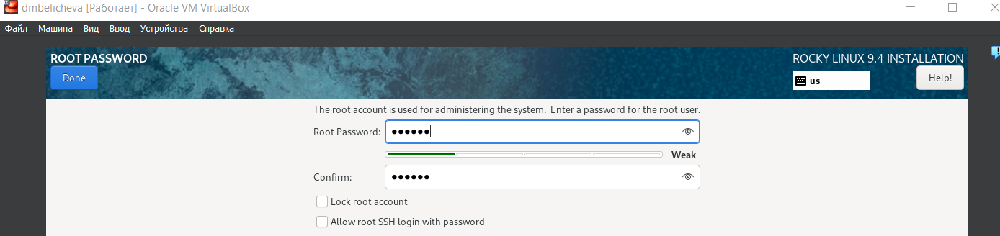 dmbelicheva [Работает] - Oracle VM VirtualBox
Файл Машина Вид Ввод Устройства Справка
ROOT PASSWORD
ROCKY LINUX 9.4 INSTALLATION
Done
us
Help!
The root account is used for administering the system. Enter a password for the root user.
Root Password: ●●●●●●
Weak
Confirm: ●●●●●●
Lock root account
Allow root SSH login with password